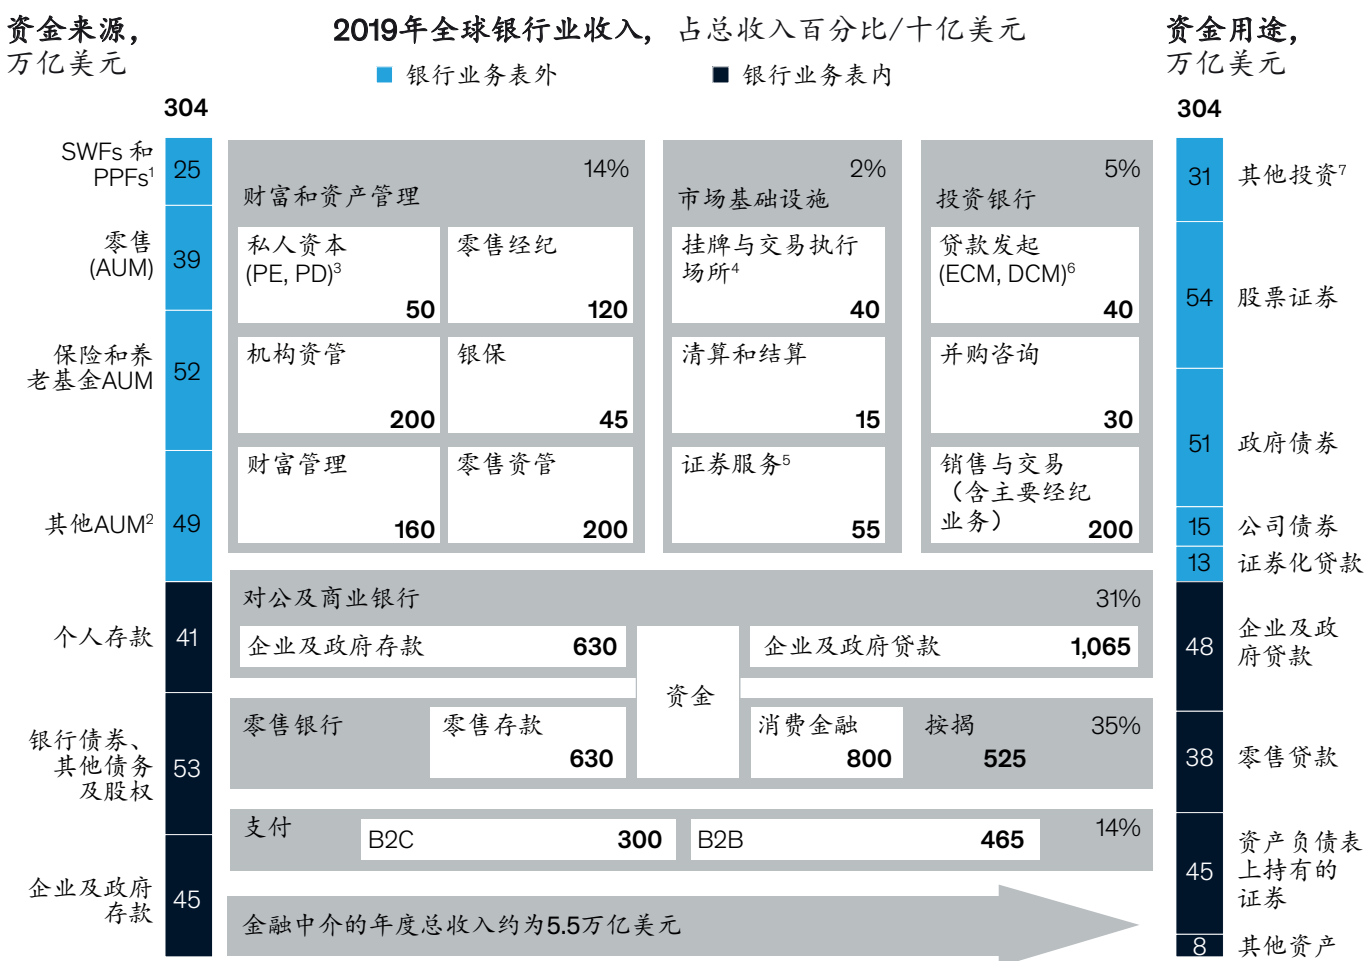 资金来源，
万亿美元
2019年全球银行业收入， 占总收入百分比/十亿美元
银行业务表外
银行业务表内
资金用途，
万亿美元
304
SWFs 和
PPFs¹
25
零售
(AUM)
39
保险和养
老基金AUM
52
其他AUM²
49
个人存款
41
银行债券、
其他债务
及股权
53
企业及政府
存款
45
14%
财富和资产管理
私人资本
(PE, PD)³
50
零售经纪
120
机构资管
200
银保
45
财富管理
160
零售资管
200
2%
市场基础设施
挂牌与交易执行
场所⁴
40
清算和结算
15
证券服务⁵
55
5%
投资银行
贷款发起
(ECM, DCM)⁶
40
并购咨询
30
销售与交易
（含主要经纪
业务）
200
对公及商业银行
31%
企业及政府存款
630
企业及政府贷款
1,065
资金
零售银行
零售存款
630
消费金融
800
按揭
525
35%
支付
B2C
300
B2B
465
14%
金融中介的年度总收入约为5.5万亿美元
304
31
其他投资⁷
54
股票证券
51
政府债券
15
公司债券
13
证券化贷款
48
企业及政
府贷款
38
零售贷款
45
资产负债表
上持有的
证券
8
其他资产